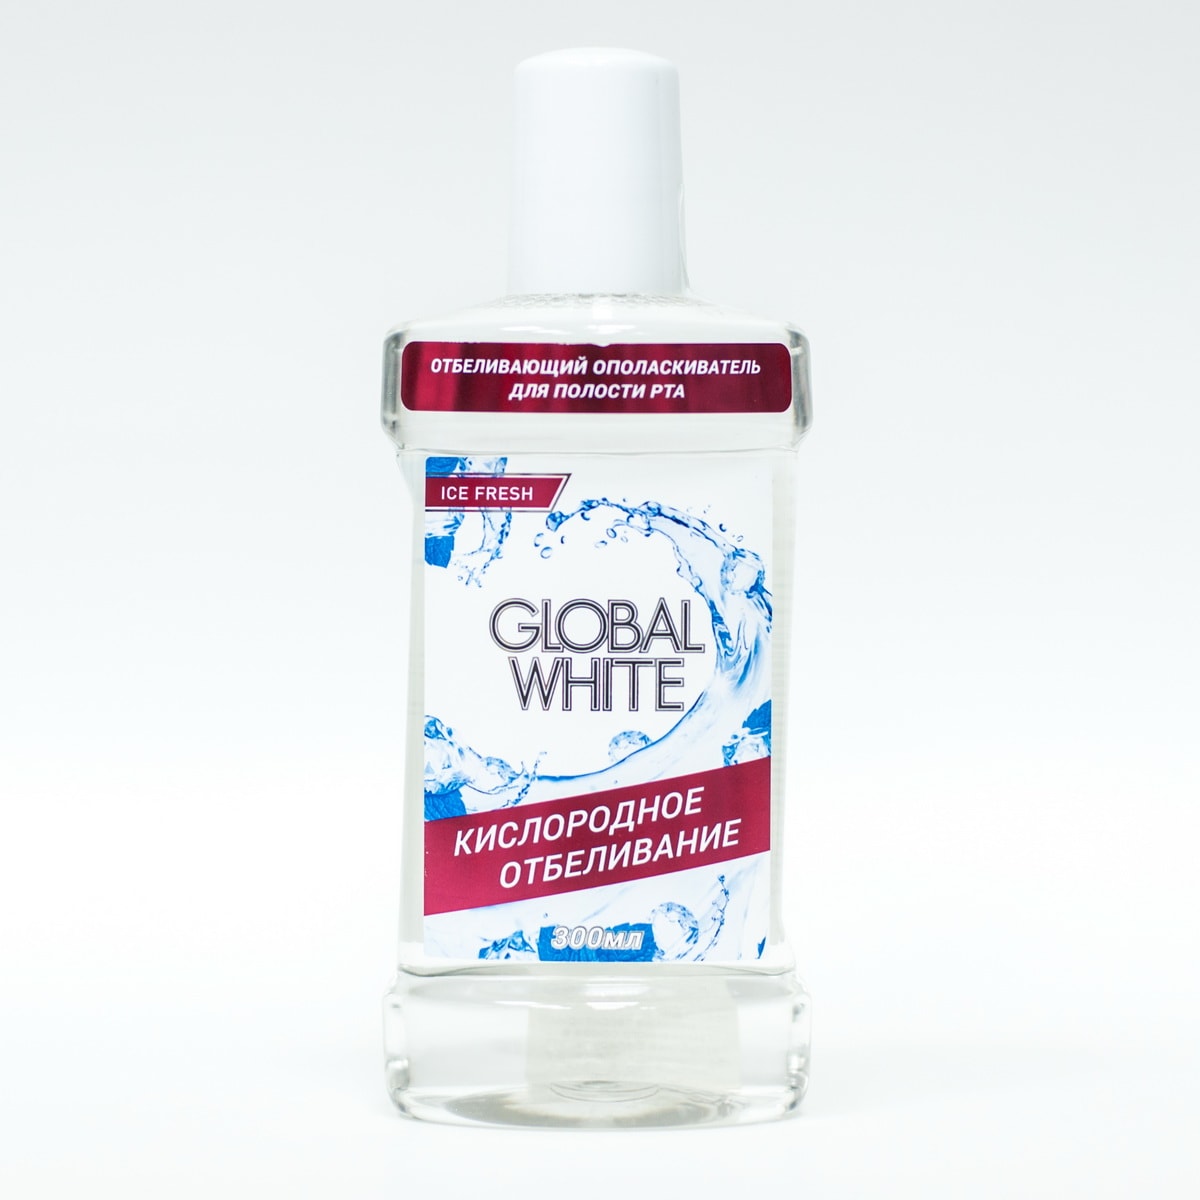 ОТБЕЛИВАЮЩИЙ ОПОЛАСКИВАТЕЛЬ
ДЛЯ ПОЛОСТИ РТА
ICE FRESH
GLOBAL
WHITE
КИСЛОРОДНОЕ
ОТБЕЛИВАНИЕ
300мл